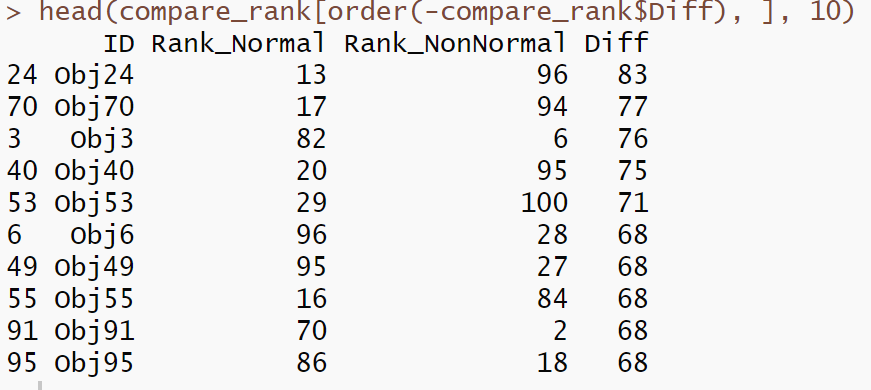 > head(compare_rank[order(-compare_rank$Diff), ], 10)
ID Rank_Normal Rank_NonNormal Diff
24 Obj24 13 96 83
70 Obj70 17 94 77
3 Obj3 82 6 76
40 Obj40 20 95 75
53 Obj53 29 100 71
6 Obj6 96 28 68
49 Obj49 95 27 68
55 Obj55 16 84 68
91 Obj91 70 2 68
95 Obj95 86 18 68